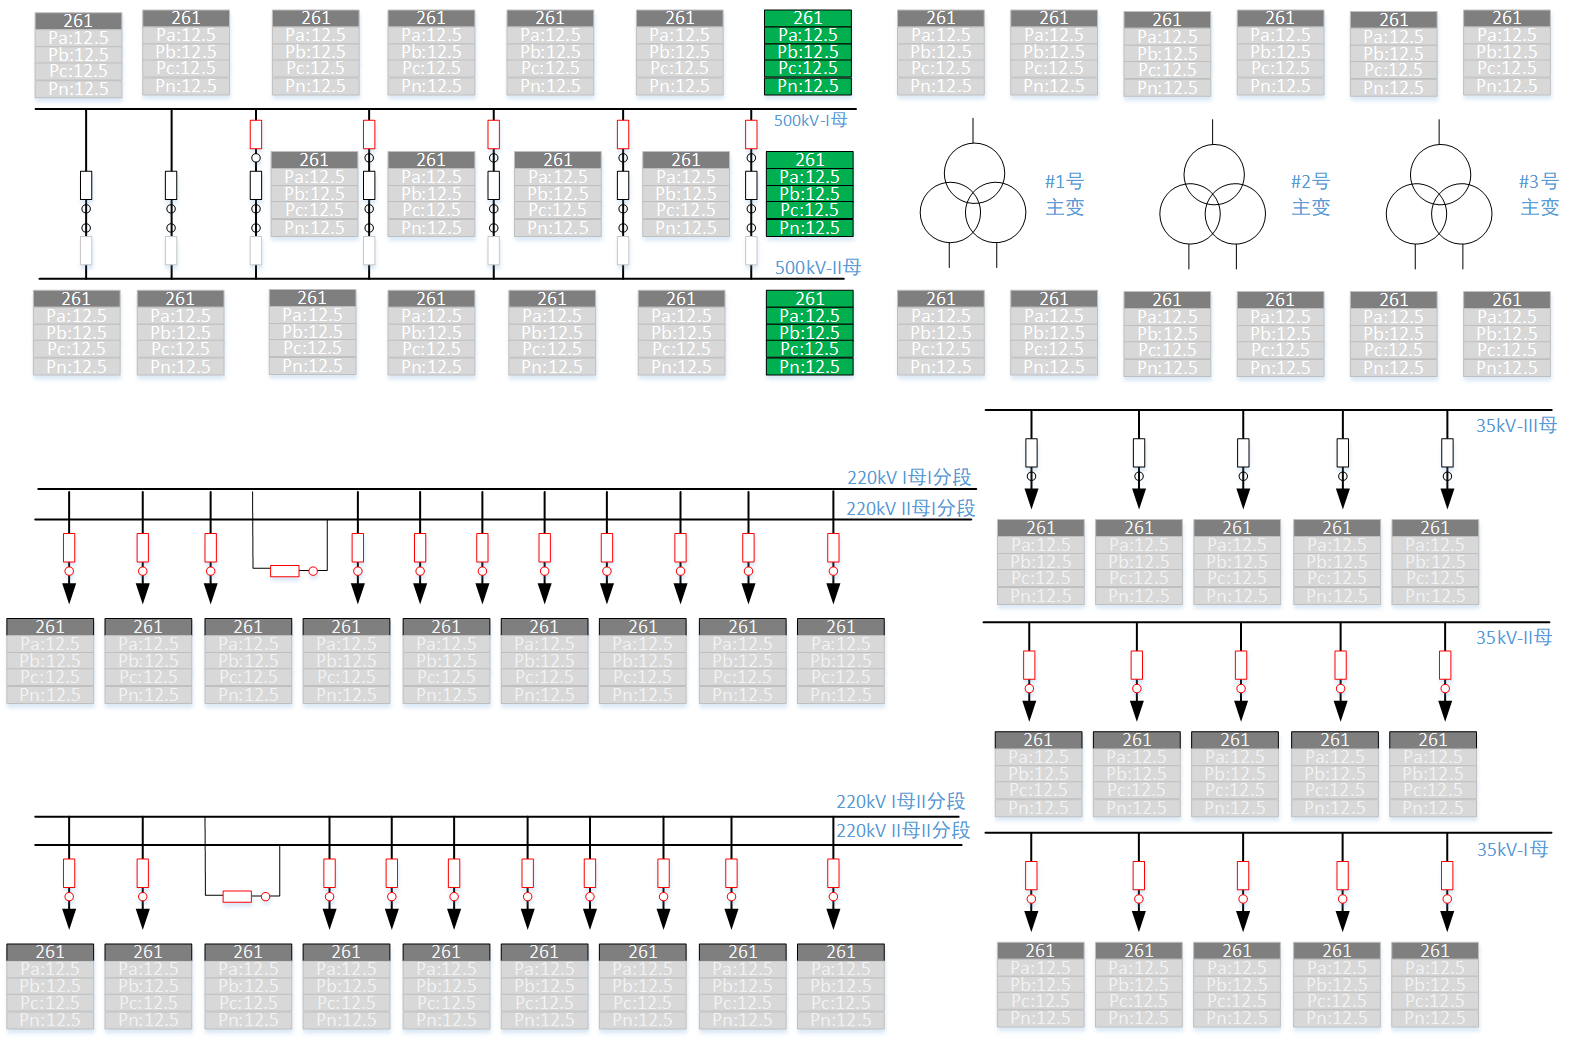 261 261 261 261 261 261 261 261 261 261 261 261 261
Pa:12.5 Pa:12.5 Pa:12.5 Pa:12.5 Pa:12.5 Pa:12.5 Pa:12.5 Pa:12.5 Pa:12.5 Pa:12.5 Pa:12.5 Pa:12.5 Pa:12.5
Pb:12.5 Pb:12.5 Pb:12.5 Pb:12.5 Pb:12.5 Pb:12.5 Pb:12.5 Pb:12.5 Pb:12.5 Pb:12.5 Pb:12.5 Pb:12.5 Pb:12.5
Pc:12.5 Pc:12.5 Pc:12.5 Pc:12.5 Pc:12.5 Pc:12.5 Pc:12.5 Pc:12.5 Pc:12.5 Pc:12.5 Pc:12.5 Pc:12.5 Pc:12.5
Pn:12.5 Pn:12.5 Pn:12.5 Pn:12.5 Pn:12.5 Pn:12.5 Pn:12.5 Pn:12.5 Pn:12.5 Pn:12.5 Pn:12.5 Pn:12.5 Pn:12.5
500kV-I母
261 261 261 261 261
Pa:12.5 Pa:12.5 Pa:12.5 Pa:12.5 Pa:12.5
Pb:12.5 Pb:12.5 Pb:12.5 Pb:12.5 Pb:12.5
Pc:12.5 Pc:12.5 Pc:12.5 Pc:12.5 Pc:12.5
Pn:12.5 Pn:12.5 Pn:12.5 Pn:12.5 Pn:12.5
#1号
主变
#2号
主变
#3号
主变
500kV-II母
261 261 261 261 261 261 261 261 261 261 261 261 261
Pa:12.5 Pa:12.5 Pa:12.5 Pa:12.5 Pa:12.5 Pa:12.5 Pa:12.5 Pa:12.5 Pa:12.5 Pa:12.5 Pa:12.5 Pa:12.5 Pa:12.5
Pb:12.5 Pb:12.5 Pb:12.5 Pb:12.5 Pb:12.5 Pb:12.5 Pb:12.5 Pb:12.5 Pb:12.5 Pb:12.5 Pb:12.5 Pb:12.5 Pb:12.5
Pc:12.5 Pc:12.5 Pc:12.5 Pc:12.5 Pc:12.5 Pc:12.5 Pc:12.5 Pc:12.5 Pc:12.5 Pc:12.5 Pc:12.5 Pc:12.5 Pc:12.5
Pn:12.5 Pn:12.5 Pn:12.5 Pn:12.5 Pn:12.5 Pn:12.5 Pn:12.5 Pn:12.5 Pn:12.5 Pn:12.5 Pn:12.5 Pn:12.5 Pn:12.5
35kV-III母
220kV I母I分段
220kV II母I分段
261 261 261 261 261
Pa:12.5 Pa:12.5 Pa:12.5 Pa:12.5 Pa:12.5
Pb:12.5 Pb:12.5 Pb:12.5 Pb:12.5 Pb:12.5
Pc:12.5 Pc:12.5 Pc:12.5 Pc:12.5 Pc:12.5
Pn:12.5 Pn:12.5 Pn:12.5 Pn:12.5 Pn:12.5
261 261 261 261 261 261 261 261 261
Pa:12.5 Pa:12.5 Pa:12.5 Pa:12.5 Pa:12.5 Pa:12.5 Pa:12.5 Pa:12.5 Pa:12.5
Pb:12.5 Pb:12.5 Pb:12.5 Pb:12.5 Pb:12.5 Pb:12.5 Pb:12.5 Pb:12.5 Pb:12.5
Pc:12.5 Pc:12.5 Pc:12.5 Pc:12.5 Pc:12.5 Pc:12.5 Pc:12.5 Pc:12.5 Pc:12.5
Pn:12.5 Pn:12.5 Pn:12.5 Pn:12.5 Pn:12.5 Pn:12.5 Pn:12.5 Pn:12.5 Pn:12.5
35kV-II母
261 261 261 261 261
Pa:12.5 Pa:12.5 Pa:12.5 Pa:12.5 Pa:12.5
Pb:12.5 Pb:12.5 Pb:12.5 Pb:12.5 Pb:12.5
Pc:12.5 Pc:12.5 Pc:12.5 Pc:12.5 Pc:12.5
Pn:12.5 Pn:12.5 Pn:12.5 Pn:12.5 Pn:12.5
220kV I母II分段
220kV II母II分段
35kV-I母
261 261 261 261 261 261 261 261 261
Pa:12.5 Pa:12.5 Pa:12.5 Pa:12.5 Pa:12.5 Pa:12.5 Pa:12.5 Pa:12.5 Pa:12.5
Pb:12.5 Pb:12.5 Pb:12.5 Pb:12.5 Pb:12.5 Pb:12.5 Pb:12.5 Pb:12.5 Pb:12.5
Pc:12.5 Pc:12.5 Pc:12.5 Pc:12.5 Pc:12.5 Pc:12.5 Pc:12.5 Pc:12.5 Pc:12.5
Pn:12.5 Pn:12.5 Pn:12.5 Pn:12.5 Pn:12.5 Pn:12.5 Pn:12.5 Pn:12.5 Pn:12.5
261 261 261 261 261
Pa:12.5 Pa:12.5 Pa:12.5 Pa:12.5 Pa:12.5
Pb:12.5 Pb:12.5 Pb:12.5 Pb:12.5 Pb:12.5
Pc:12.5 Pc:12.5 Pc:12.5 Pc:12.5 Pc:12.5
Pn:12.5 Pn:12.5 Pn:12.5 Pn:12.5 Pn:12.5